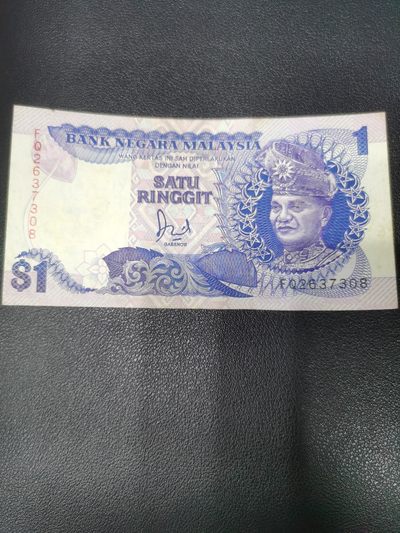 BANK NEGARA MALAYSIA
1
WANG KERTAS INI SAH DIPERLAKUKAN
DENGAN NILAI
SATU
RINGGIT
GABENOR
FQ2637308
$1
FQ2637308